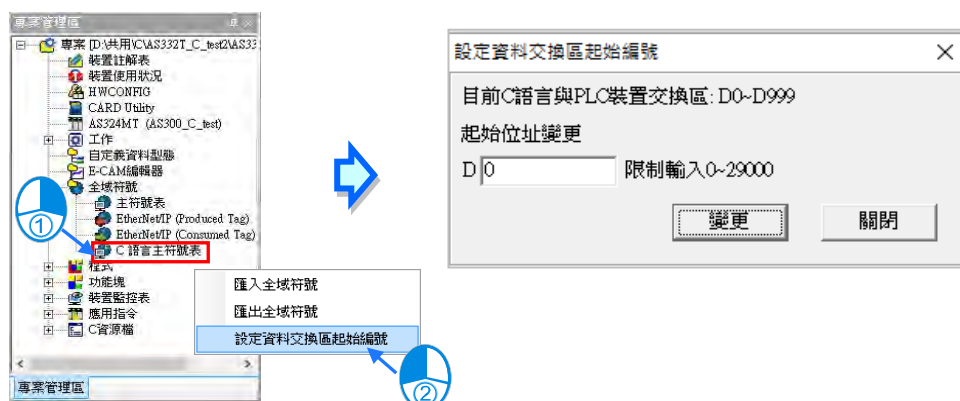 專案管理區
專案 [D:\共用\C\AS332T_C_test2\AS33
裝置註解表
裝置使用狀況
HWCONFIG
CARD Utility
AS324MT (AS300_C_test)
工作
自定義資料型態
E-CAM編輯器
全域符號
主符號表
EtherNet/IP (Produced Tag)
EtherNet/IP (Consumed Tag)
C 語言主符號表
程式
功能塊
裝置監控表
應用指令
C資源檔
專案管理區
①
匯入全域符號
匯出全域符號
設定資料交換區起始編號
②
設定資料交換區起始編號
目前C語言與PLC裝置交換區: D0~D999
起始位址變更
D 0 限制輸入0~29000
變更 關閉